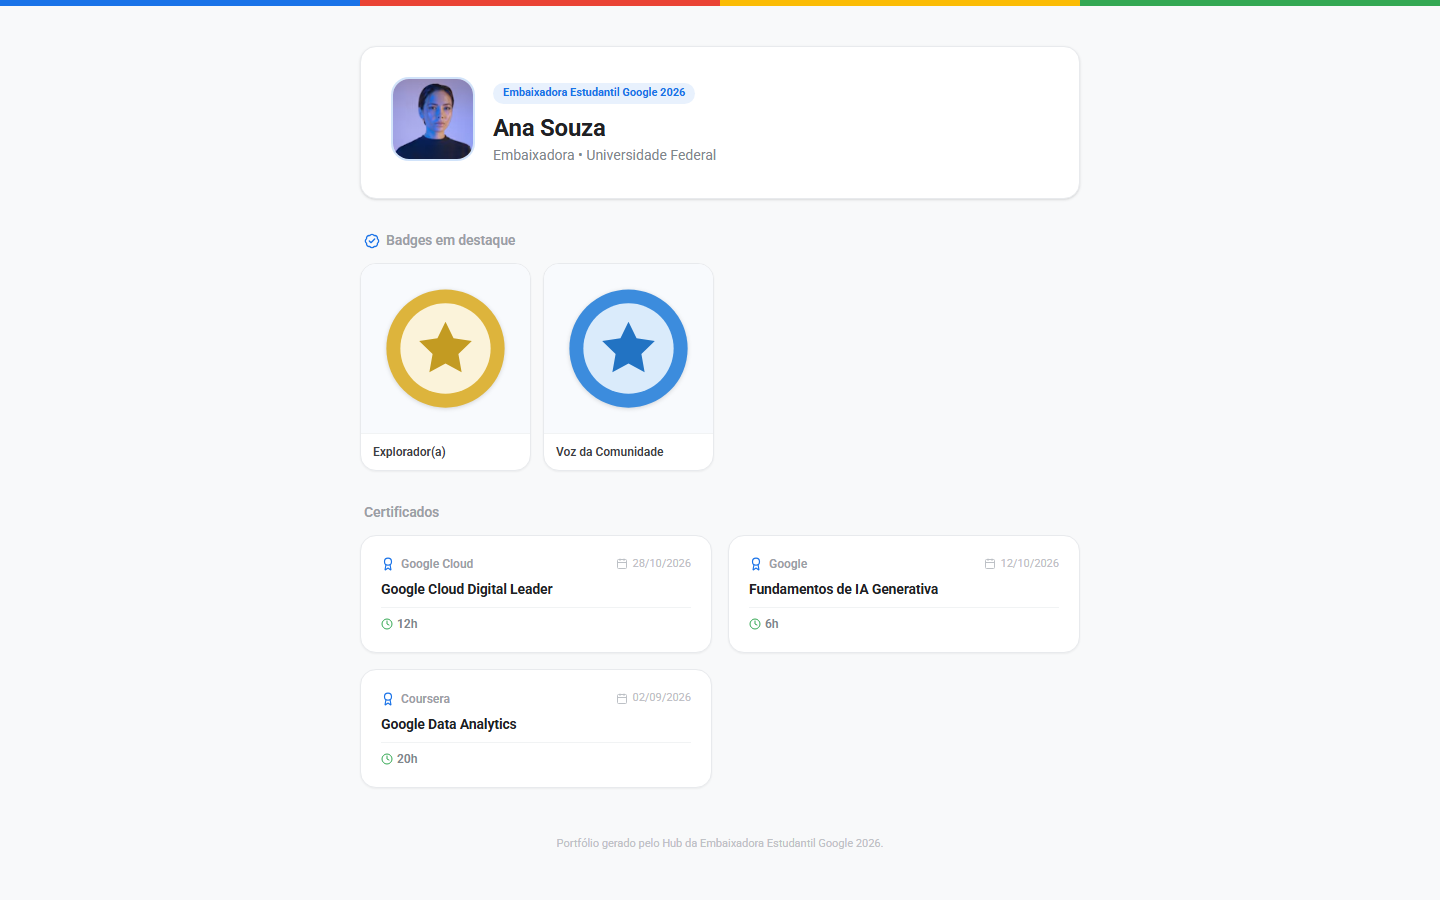 Embaixadora Estudantil Google 2026
Ana Souza
Embaixadora • Universidade Federal
Badges em destaque
Explorador(a)
Voz da Comunidade
Certificados
Google Cloud
28/10/2026
Google Cloud Digital Leader
12h
Google
12/10/2026
Fundamentos de IA Generativa
6h
Coursera
02/09/2026
Google Data Analytics
20h
Portfólio gerado pelo Hub da Embaixadora Estudantil Google 2026.